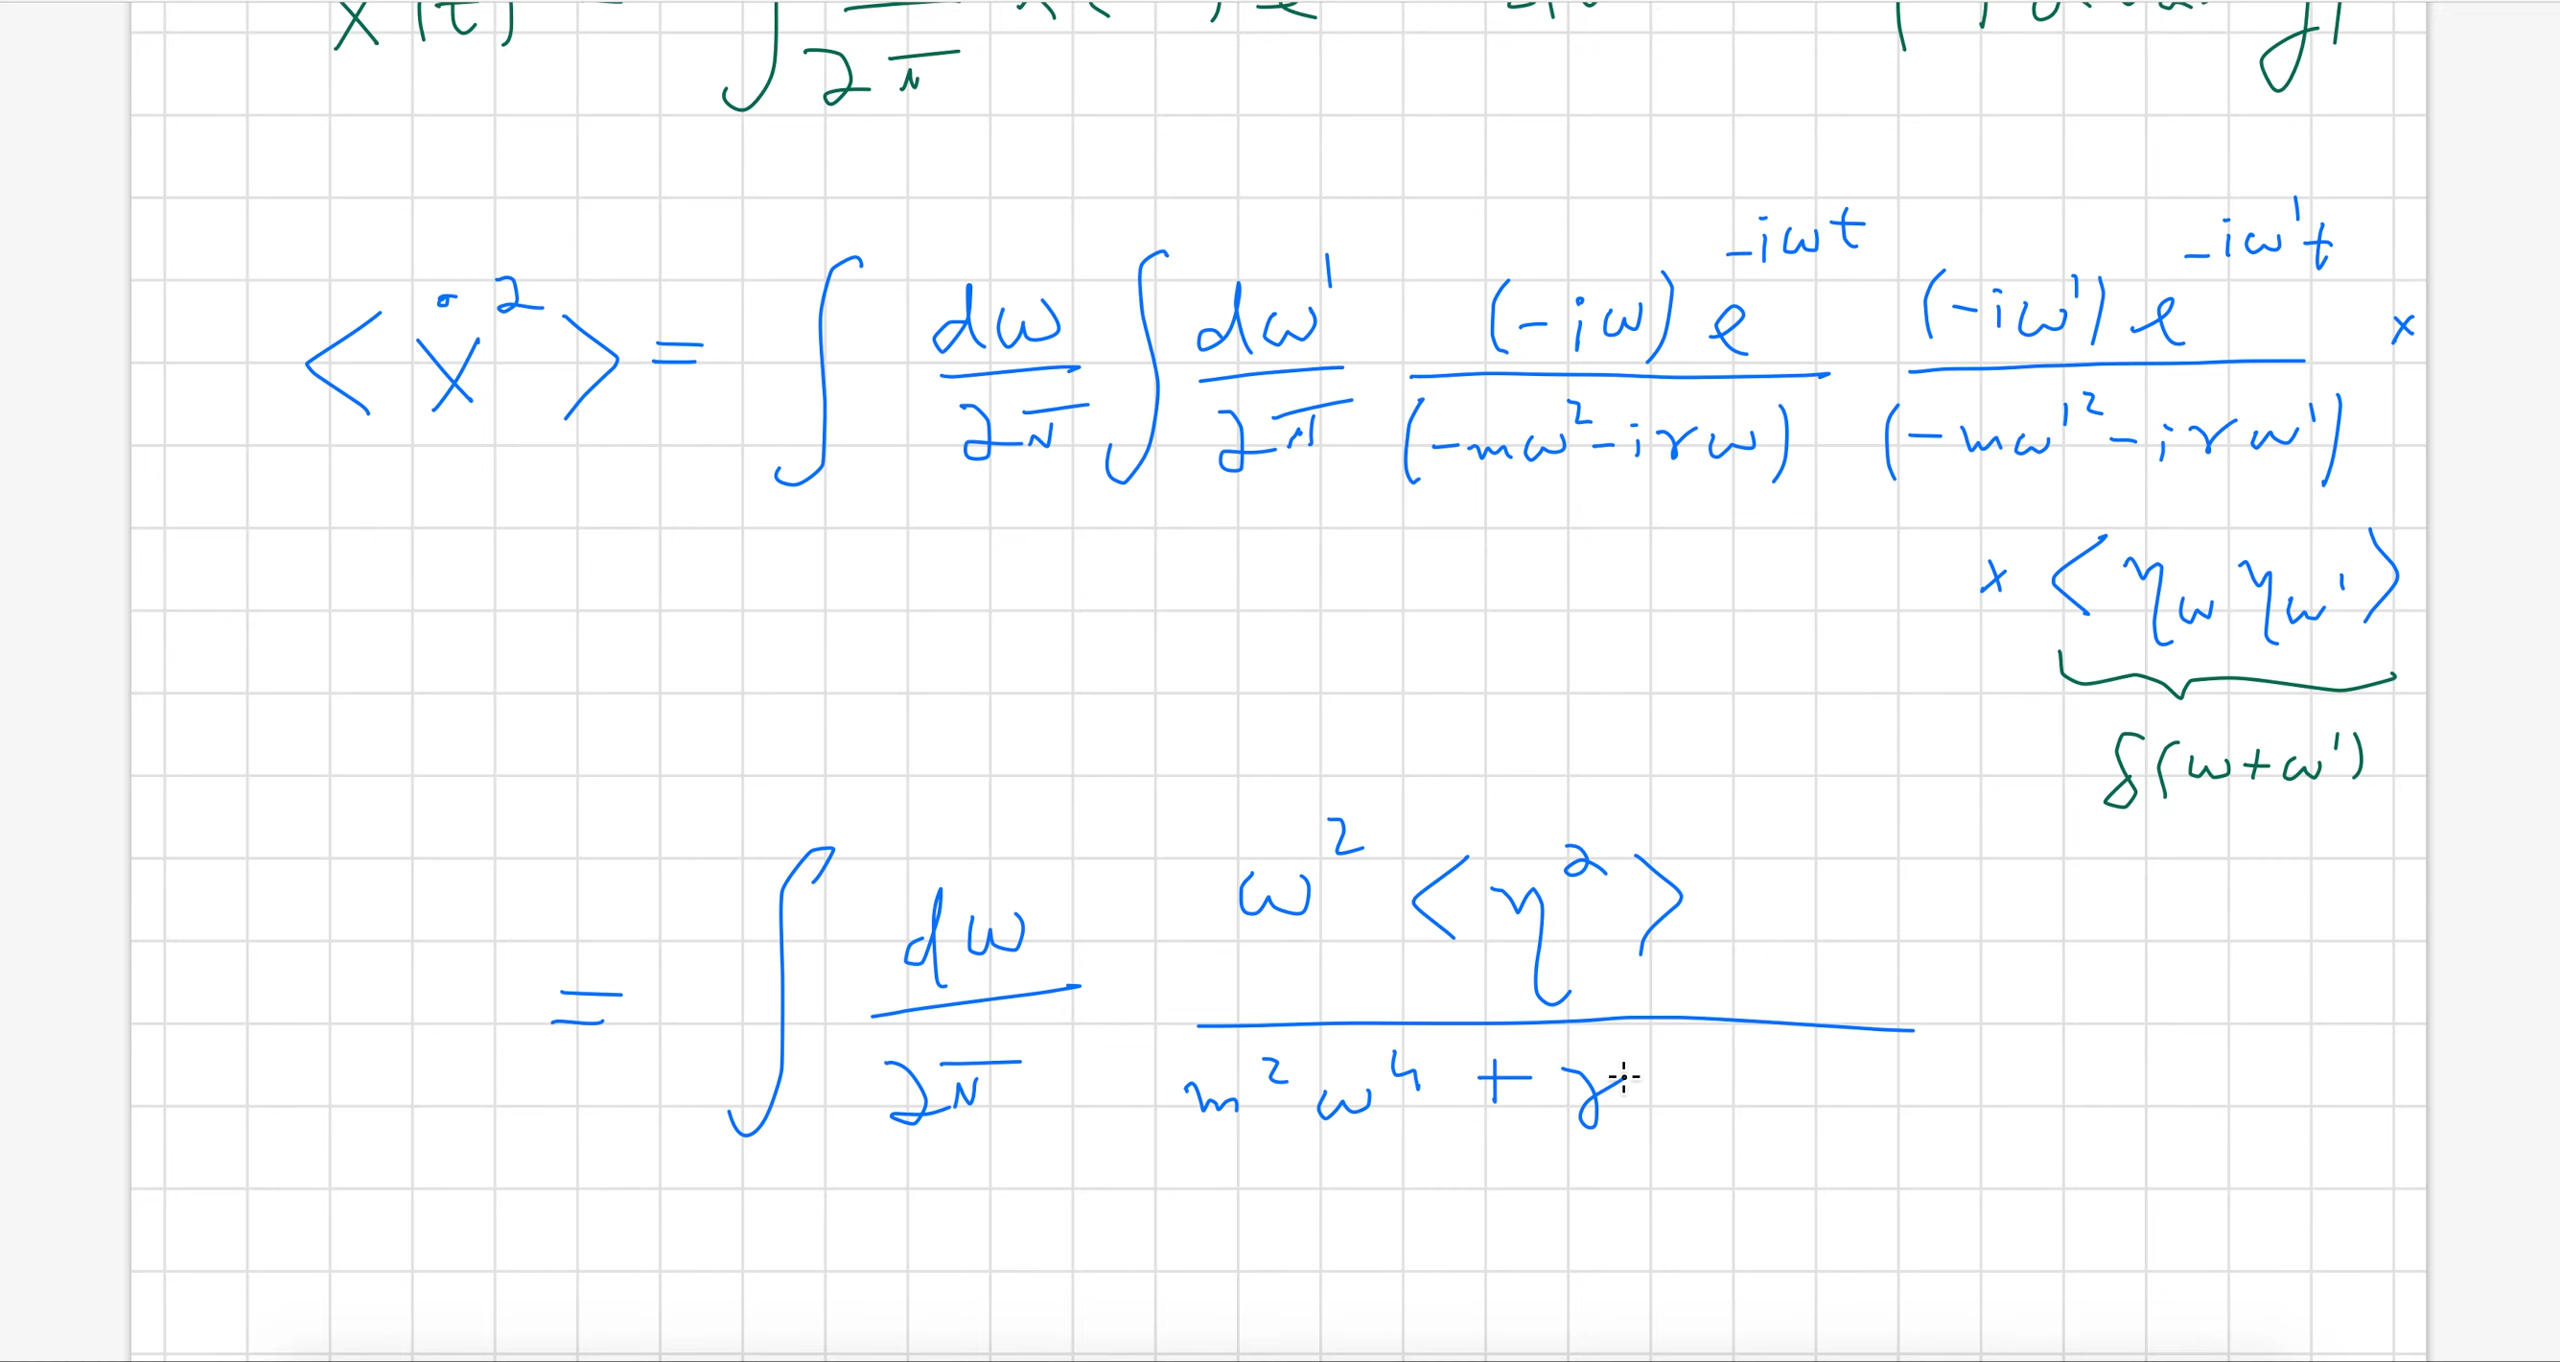 x(t) ∫ 2π
<ẋ²> = ∫ dω/2π ∫ dω'/2π (-iω) e^{-iωt}/(-mω²-iγω) (-iω') e^{-iω't}/(-mω'²-iγω') ×
× <η_ω η_ω'>
δ(ω+ω')
= ∫ dω/2π ω² <η²>/m²ω⁴ + γ